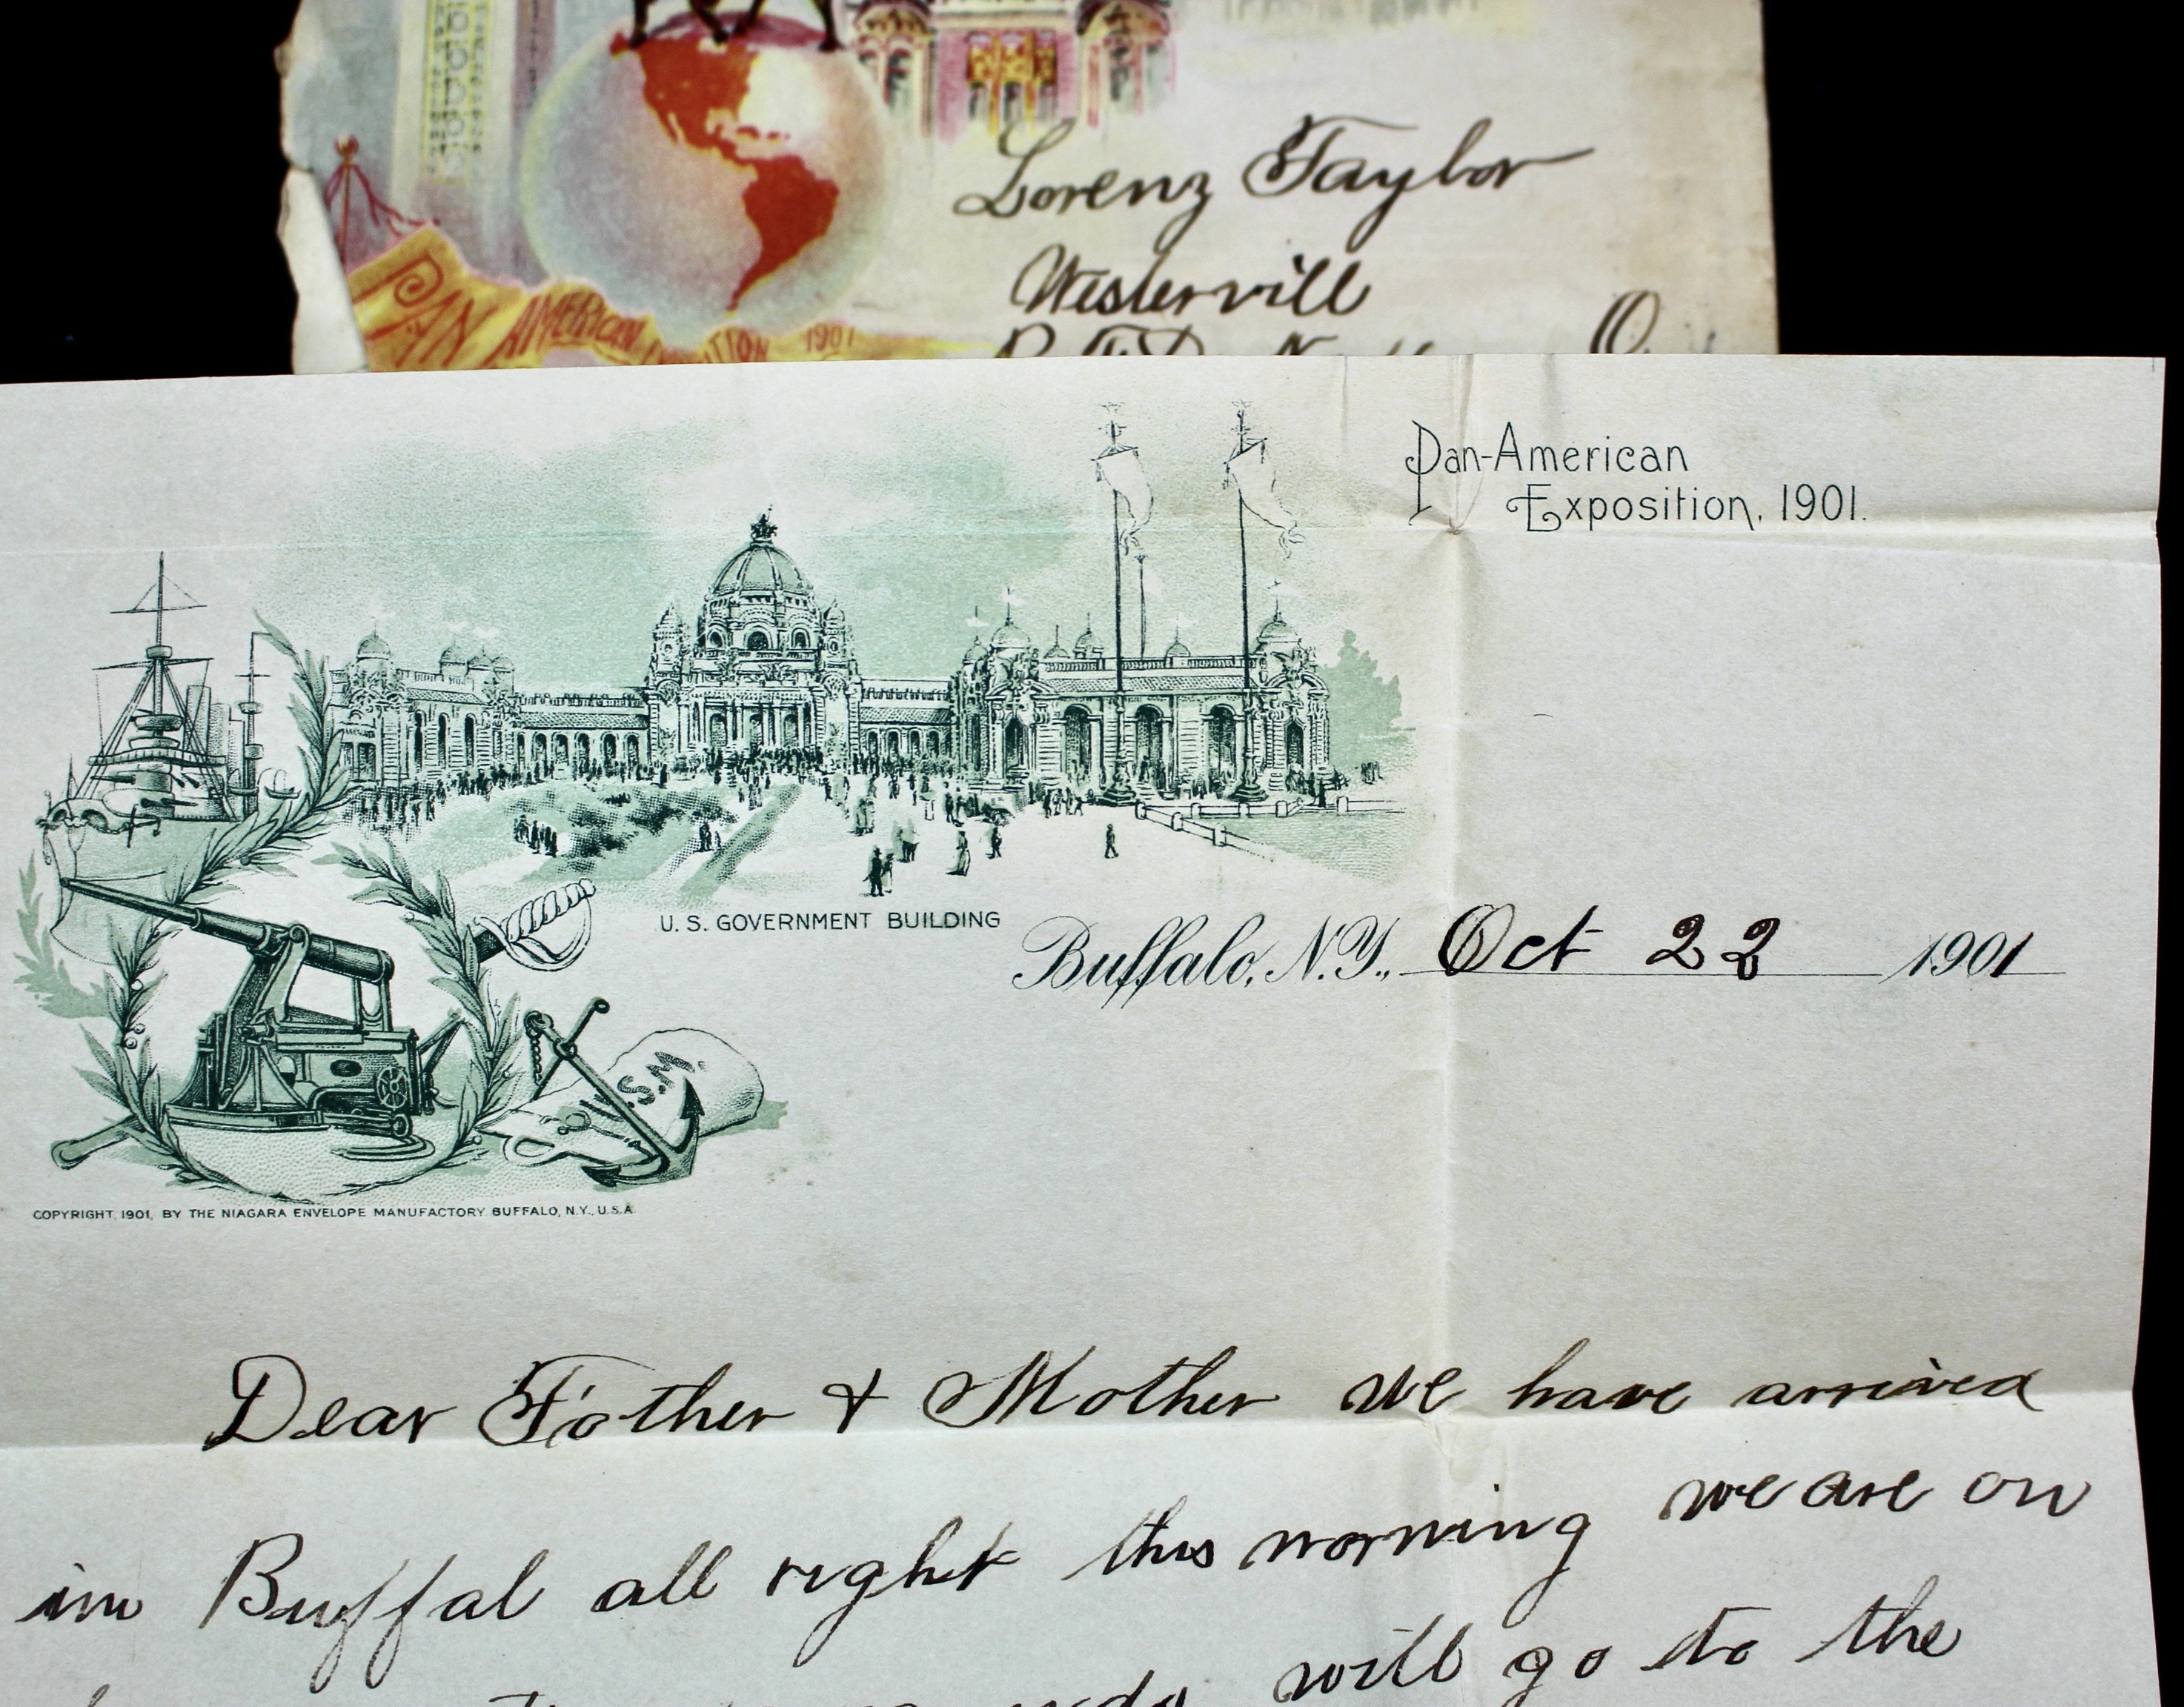 Lorenz Taylor
Westervill
O.
PAN AMERICAN EXPOSITION 1901
Pan-American
Exposition, 1901.
U. S. GOVERNMENT BUILDING
Buffalo, N.Y., Oct 22 1901
U.S.M.
COPYRIGHT, 1901, BY THE NIAGARA ENVELOPE MANUFACTORY BUFFALO, N.Y., U.S.A.
Dear Father & Mother we have arrived
in Buffal all right this morning we are on
will go to the